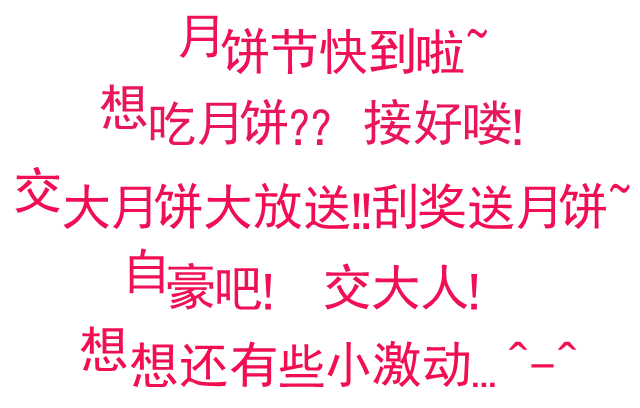 月饼节快到啦~
想吃月饼?? 接好喽!
交大月饼大放送!!刮奖送月饼~
自豪吧! 交大人!
想想还有些小激动... ^-^